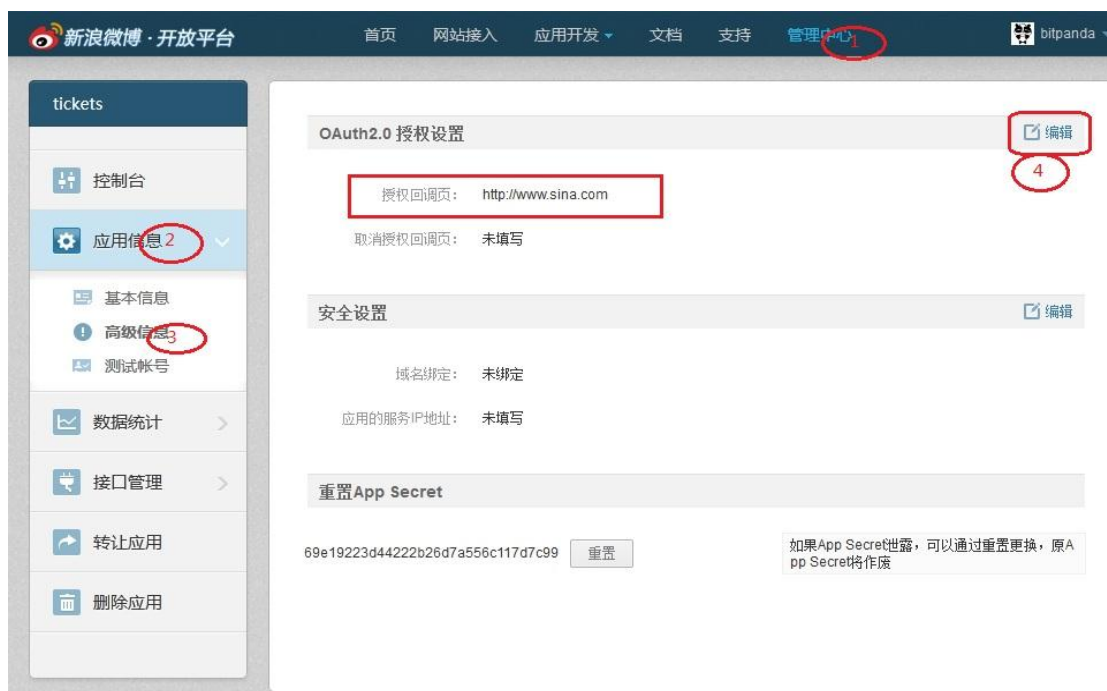 新浪微博·开放平台
首页 网站接入 应用开发 文档 支持 管理中心 1 bitpanda
tickets
控制台
应用信息 2
基本信息
高级信息 3
测试帐号
数据统计
接口管理
转让应用
删除应用
OAuth2.0 授权设置 编辑
4
授权回调页: http://www.sina.com
取消授权回调页: 未填写
安全设置 编辑
域名绑定: 未绑定
应用的服务IP地址: 未填写
重置App Secret
69e19223d44222b26d7a556c117d7c99 重置
如果App Secret泄露，可以通过重置更换，原A
pp Secret将作废